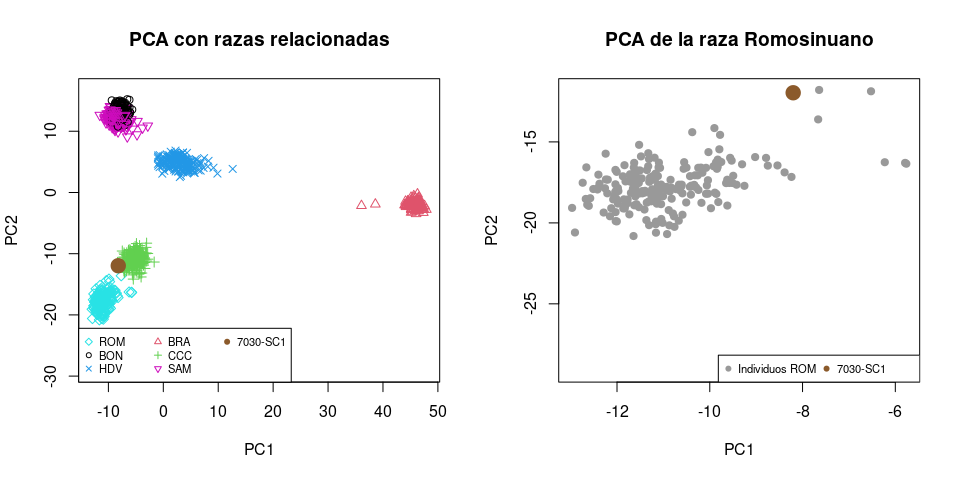 PCA con razas relacionadas
PC2
10
0
-10
-20
-30
ROM
BON
HDV
BRA
CCC
SAM
7030-SC1
-10 0 10 20 30 40 50
PC1
PCA de la raza Romosinuano
PC2
-15
-20
-25
Individuos ROM
7030-SC1
-12 -10 -8 -6
PC1